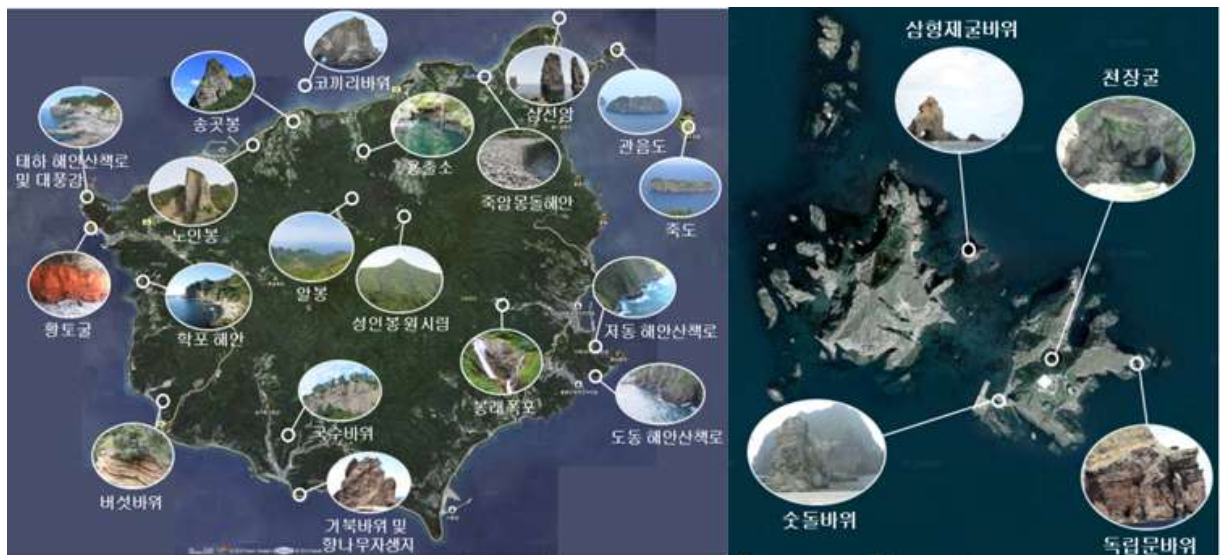 코끼리바위
송곳봉
삼선암
관음도
태하 해안산책로
및 대풍감
용출소
죽암몽돌해안
죽도
노인봉
알봉
성인봉 원시림
황토굴
학포 해안
저동 해안산책로
봉래폭포
국수바위
도동 해안산책로
버섯바위
거북바위 및
향나무자생지
삼형제굴바위
천장굴
숫돌바위
독립문바위